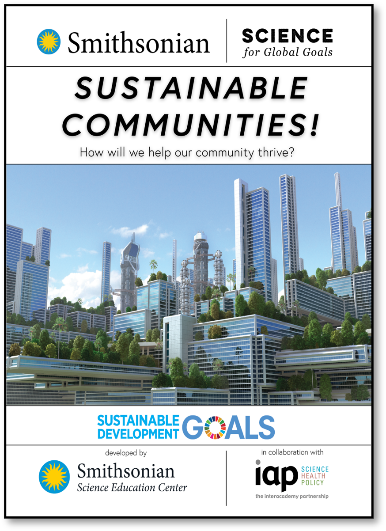 Smithsonian
SCIENCE
for Global Goals
SUSTAINABLE
COMMUNITIES!
How will we help our community thrive?
SUSTAINABLE
DEVELOPMENT
GOALS
developed by
Smithsonian
Science Education Center
in collaboration with
iap
SCIENCE
HEALTH
POLICY
the interacademy partnership